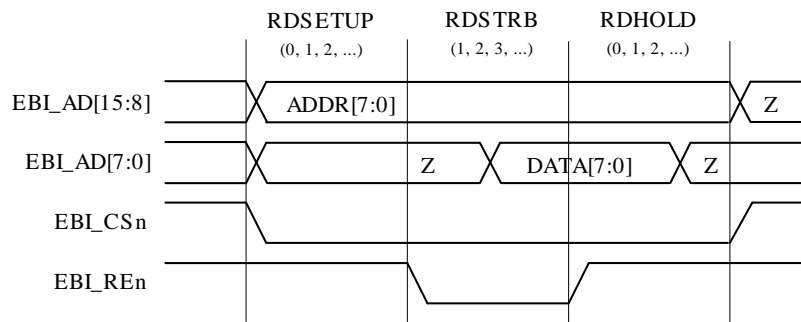 RDSETUP RDSTRB RDHOLD
(0, 1, 2, ...) (1, 2, 3, ...) (0, 1, 2, ...)
EBI_AD[15:8] ADDR[7:0] Z
EBI_AD[7:0] Z DATA[7:0] Z
EBI_CSn
EBI_REn